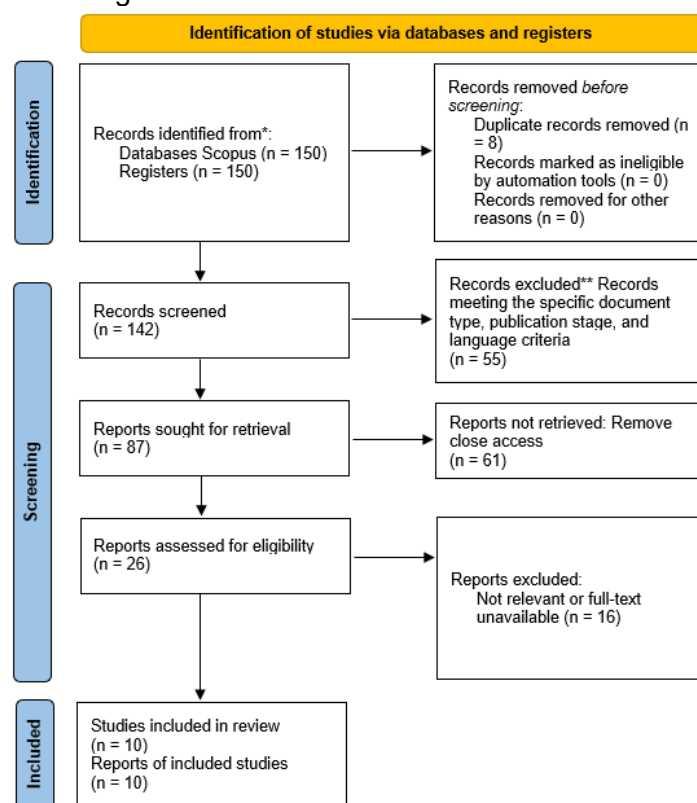 Identification of studies via databases and registers
Identification
Records identified from*:
Databases Scopus (n = 150)
Registers (n = 150)
Records removed before
screening:
Duplicate records removed (n
= 8)
Records marked as ineligible
by automation tools (n = 0)
Records removed for other
reasons (n = 0)
Screening
Records screened
(n = 142)
Records excluded** Records
meeting the specific document
type, publication stage, and
language criteria
(n = 55)
Reports sought for retrieval
(n = 87)
Reports not retrieved: Remove
close access
(n = 61)
Reports assessed for eligibility
(n = 26)
Reports excluded:
Not relevant or full-text
unavailable (n = 16)
Included
Studies included in review
(n = 10)
Reports of included studies
(n = 10)